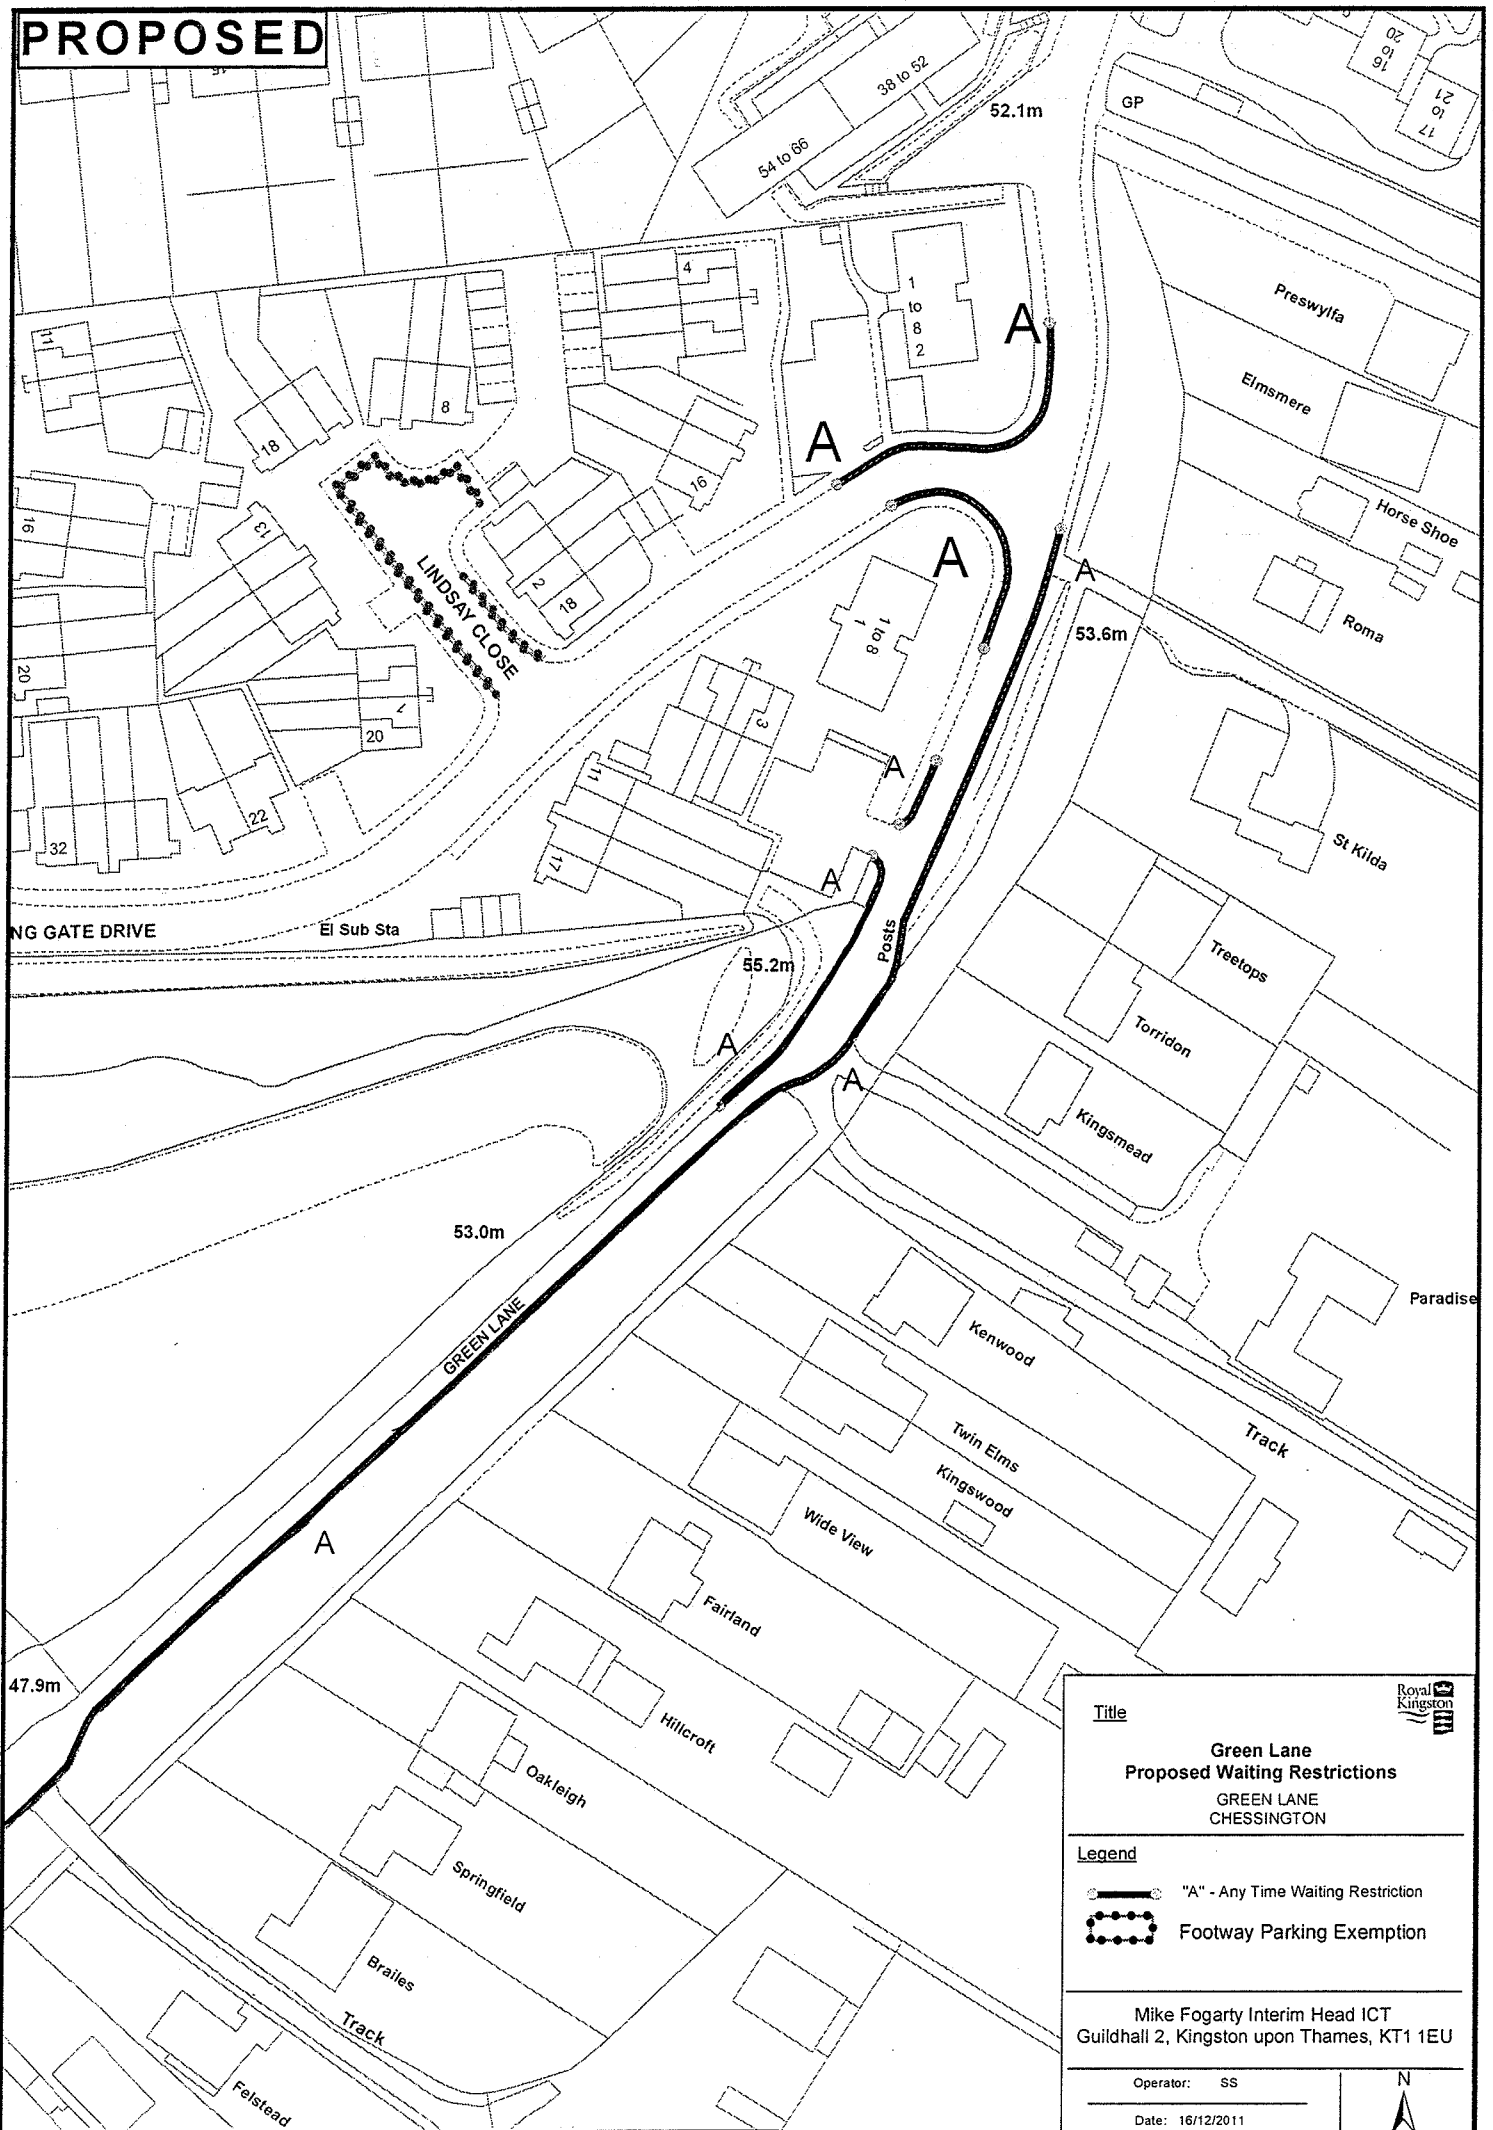 PROPOSED
15
38 to 52
54 to 66
52.1m
GP
16
to
20
17
to
21
4
1
to
8
2
A
Preswylfa
Elmsmere
Horse Shoe
Roma
11
8
18
16
A
16
13
LINDSAY CLOSE
2
18
A
1 to 8
1
A
53.6m
20
7
20
3
11
17
22
32
A
A
St Kilda
NG GATE DRIVE
El Sub Sta
55.2m
Posts
Treetops
Torridon
A
A
Kingsmead
53.0m
GREEN LANE
Paradise
Kenwood
Track
Twin Elms
Kingswood
Wide View
A
Fairland
47.9m
Hillcroft
Oakleigh
Springfield
Brailes
Track
Felstead
Title
Royal
Kingston
Green Lane
Proposed Waiting Restrictions
GREEN LANE
CHESSINGTON
Legend
"A" - Any Time Waiting Restriction
Footway Parking Exemption
Mike Fogarty Interim Head ICT
Guildhall 2, Kingston upon Thames, KT1 1EU
Operator: SS
Date: 16/12/2011
N